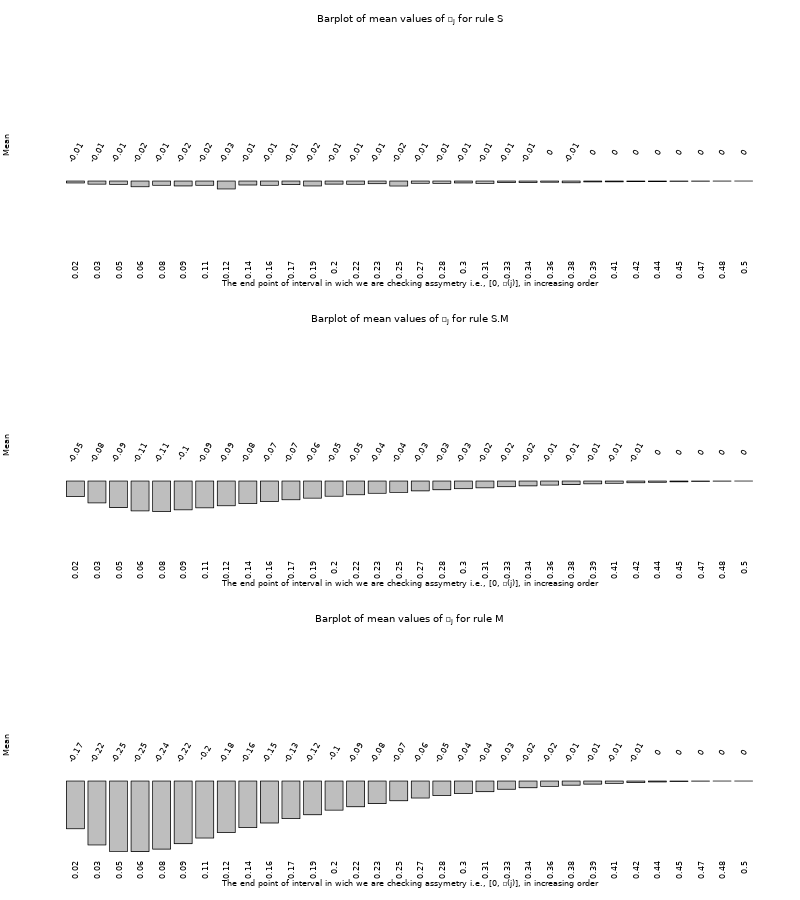 Barplot of mean values of □j for rule S
Mean
-0.01 -0.01 -0.01 -0.02 -0.01 -0.02 -0.02 -0.03 -0.01 -0.01 -0.01 -0.02 -0.01 -0.01 -0.01 -0.02 -0.01 -0.01 -0.01 -0.01 -0.01 -0.01 0 -0.01 0 0 0 0 0 0 0 0
0.02 0.03 0.05 0.06 0.08 0.09 0.11 0.12 0.14 0.16 0.17 0.19 0.2 0.22 0.23 0.25 0.27 0.28 0.3 0.31 0.33 0.34 0.36 0.38 0.39 0.41 0.42 0.44 0.45 0.47 0.48 0.5
The end point of interval in wich we are checking assymetry i.e., [0, □(j)], in increasing order
Barplot of mean values of □j for rule S.M
Mean
-0.05 -0.08 -0.09 -0.11 -0.11 -0.1 -0.09 -0.09 -0.08 -0.07 -0.07 -0.06 -0.05 -0.05 -0.04 -0.04 -0.03 -0.03 -0.03 -0.02 -0.02 -0.02 -0.01 -0.01 -0.01 -0.01 -0.01 0 0 0 0 0
0.02 0.03 0.05 0.06 0.08 0.09 0.11 0.12 0.14 0.16 0.17 0.19 0.2 0.22 0.23 0.25 0.27 0.28 0.3 0.31 0.33 0.34 0.36 0.38 0.39 0.41 0.42 0.44 0.45 0.47 0.48 0.5
The end point of interval in wich we are checking assymetry i.e., [0, □(j)], in increasing order
Barplot of mean values of □j for rule M
Mean
-0.17 -0.22 -0.25 -0.25 -0.24 -0.22 -0.2 -0.18 -0.16 -0.15 -0.13 -0.12 -0.1 -0.09 -0.08 -0.07 -0.06 -0.05 -0.04 -0.04 -0.03 -0.02 -0.02 -0.01 -0.01 -0.01 -0.01 0 0 0 0 0
0.02 0.03 0.05 0.06 0.08 0.09 0.11 0.12 0.14 0.16 0.17 0.19 0.2 0.22 0.23 0.25 0.27 0.28 0.3 0.31 0.33 0.34 0.36 0.38 0.39 0.41 0.42 0.44 0.45 0.47 0.48 0.5
The end point of interval in wich we are checking assymetry i.e., [0, □(j)], in increasing order